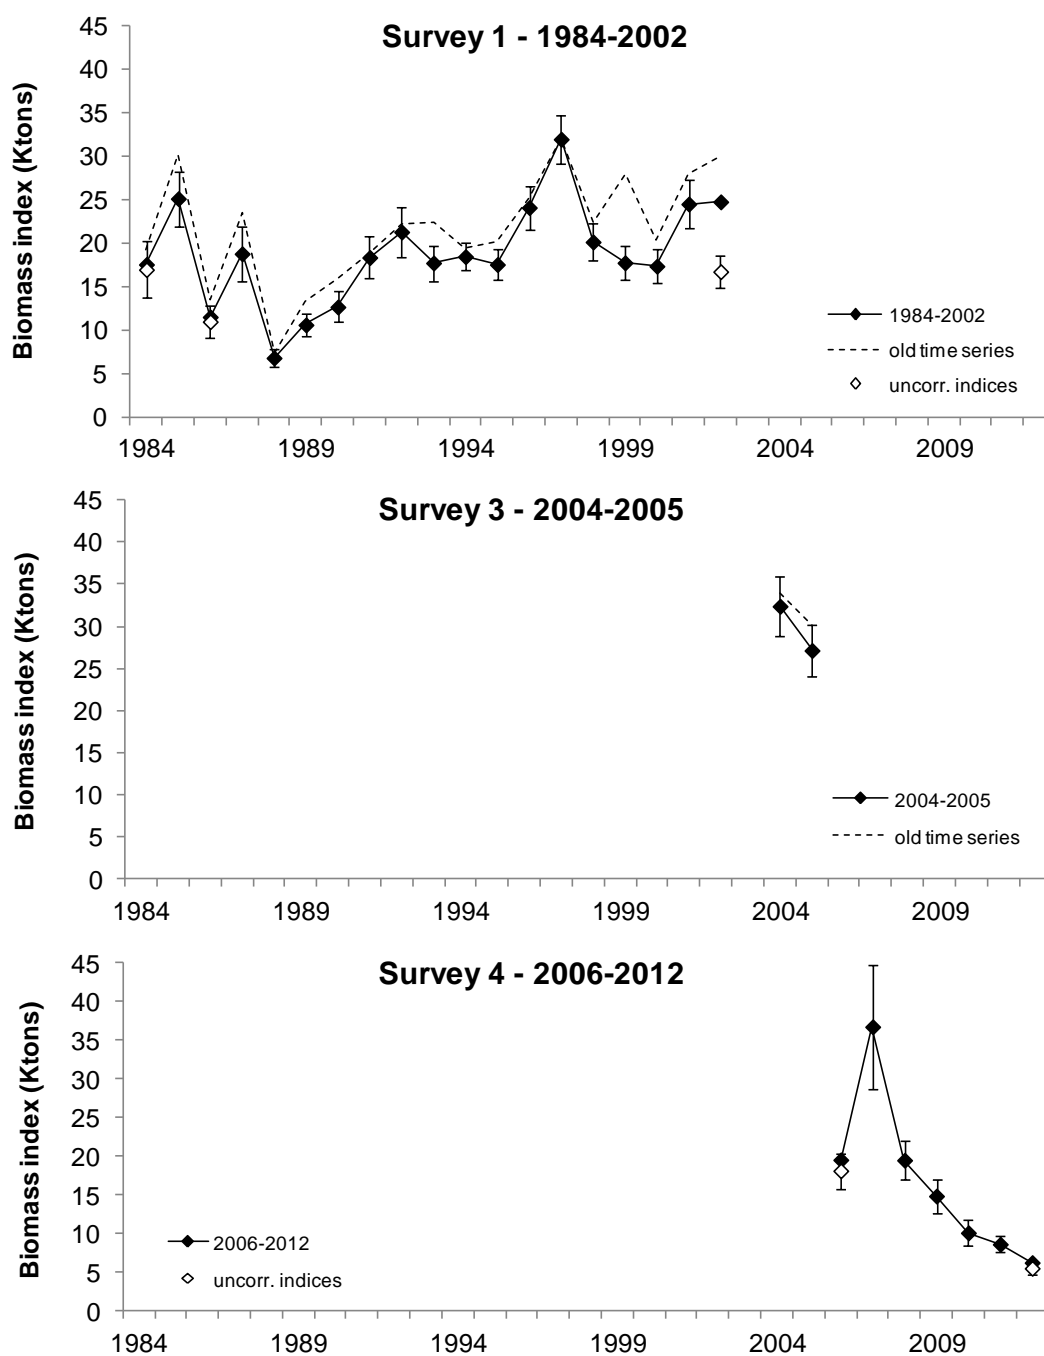 Survey 1 - 1984-2002
Biomass index (Ktons)
45
40
35
30
25
20
15
10
5
0
1984-2002
old time series
uncorr. indices
1984 1989 1994 1999 2004 2009
Survey 3 - 2004-2005
Biomass index (Ktons)
45
40
35
30
25
20
15
10
5
0
2004-2005
old time series
1984 1989 1994 1999 2004 2009
Survey 4 - 2006-2012
Biomass index (Ktons)
45
40
35
30
25
20
15
10
5
0
2006-2012
uncorr. indices
1984 1989 1994 1999 2004 2009